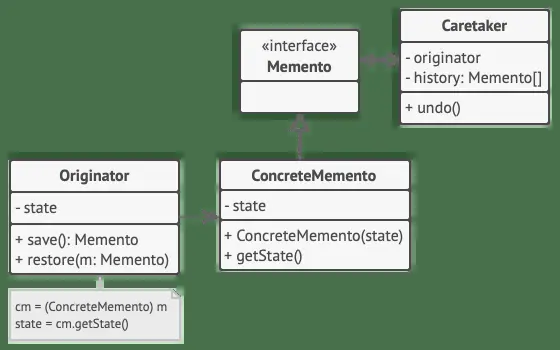 «interface»
Memento
Caretaker
- originator
- history: Memento[]
+ undo()
Originator
- state
+ save(): Memento
+ restore(m: Memento)
ConcreteMemento
- state
+ ConcreteMemento(state)
+ getState()
cm = (ConcreteMemento) m
state = cm.getState()